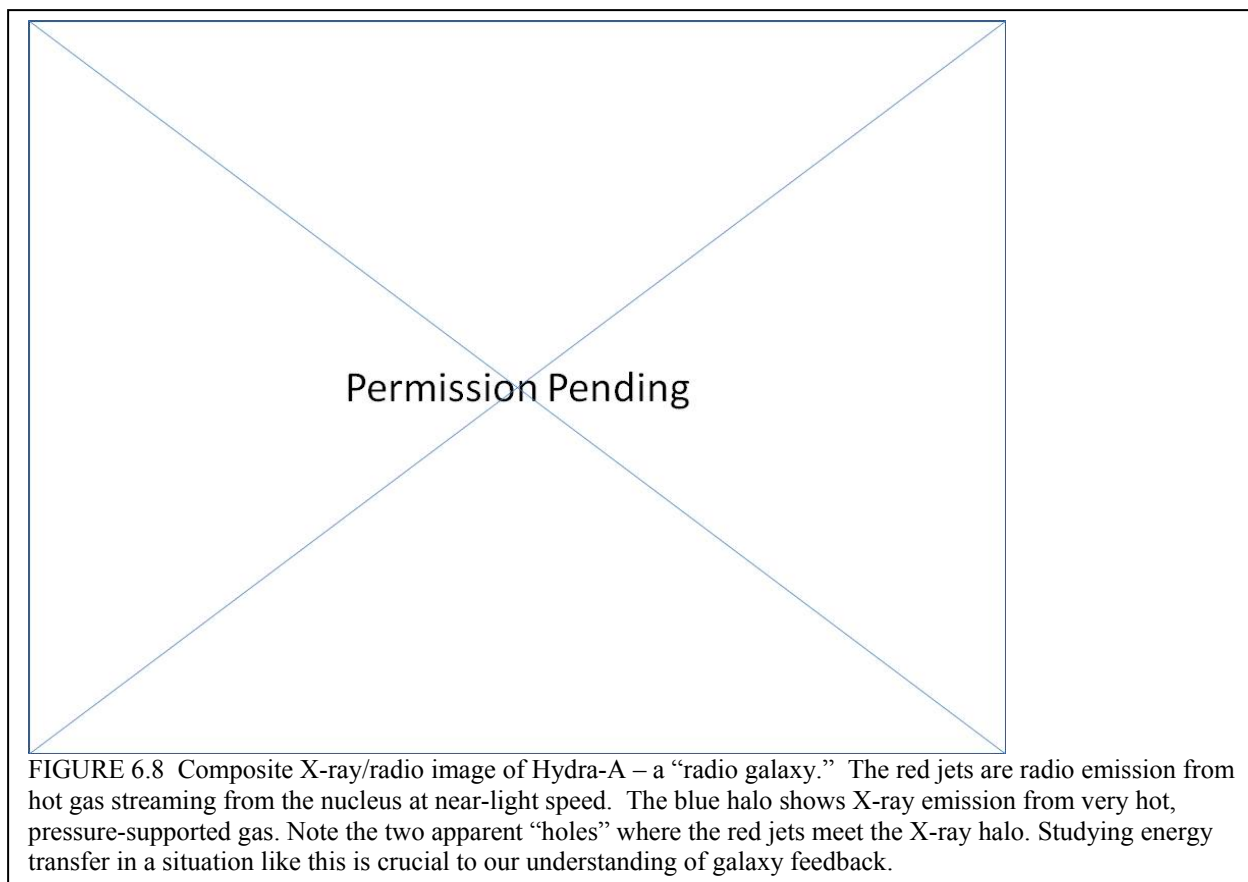 Permission Pending
FIGURE 6.8 Composite X-ray/radio image of Hydra-A – a “radio galaxy.” The red jets are radio emission from
hot gas streaming from the nucleus at near-light speed. The blue halo shows X-ray emission from very hot,
pressure-supported gas. Note the two apparent “holes” where the red jets meet the X-ray halo. Studying energy
transfer in a situation like this is crucial to our understanding of galaxy feedback.